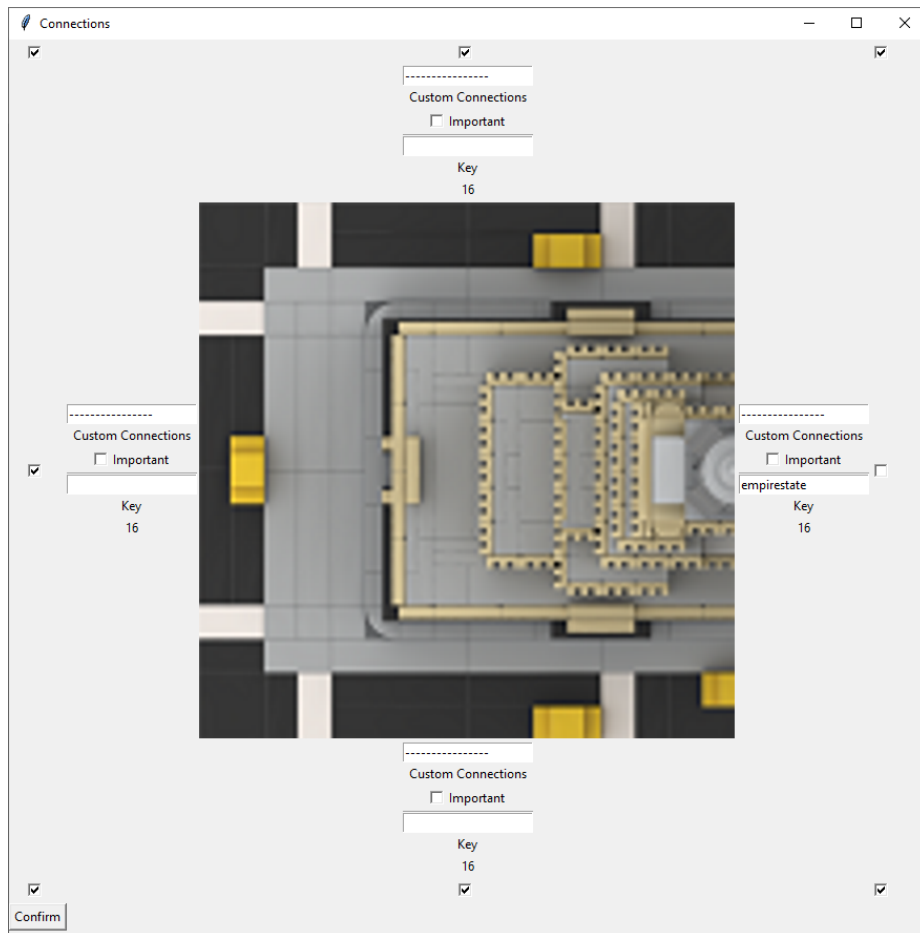 Connections
----------------
Custom Connections
Important
Key
16
----------------
Custom Connections
Important
Key
16
----------------
Custom Connections
Important
empirestate
Key
16
----------------
Custom Connections
Important
Key
16
Confirm